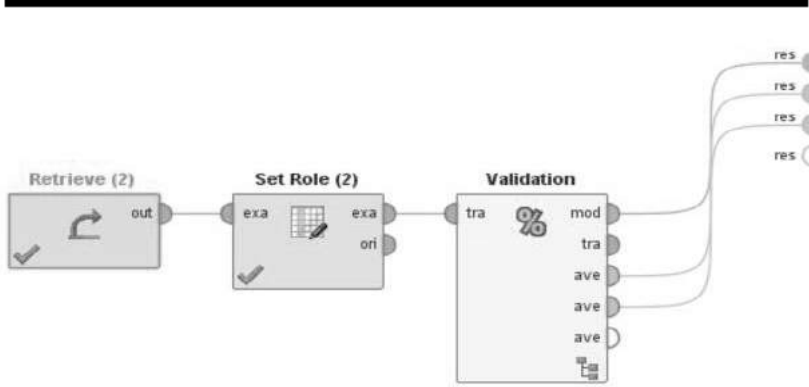 res
res
res
res
Retrieve (2)
Set Role (2)
Validation
out
exa
exa
ori
tra
%
mod
tra
ave
ave
ave